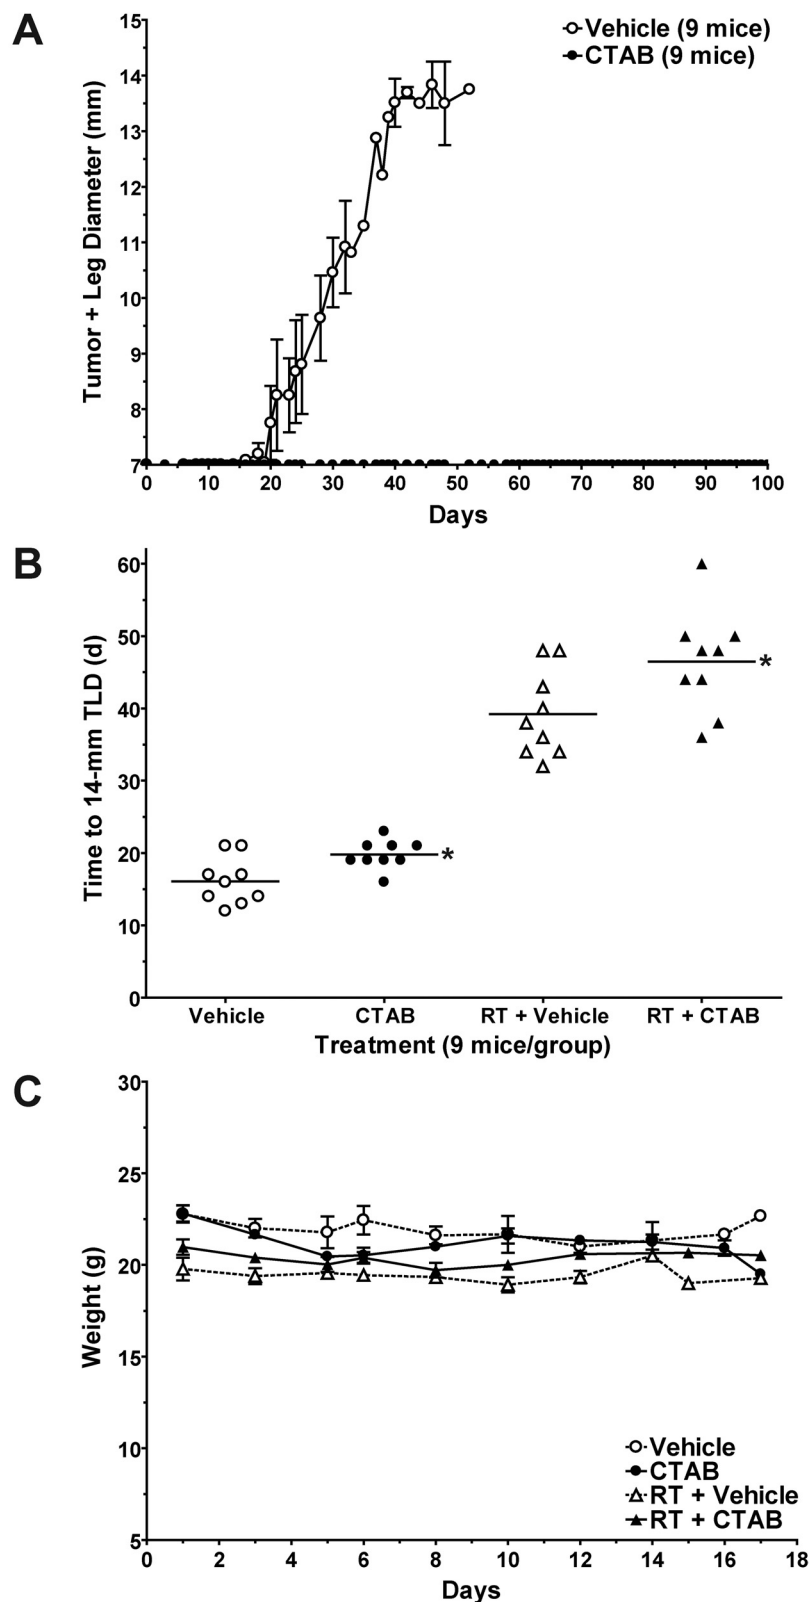 A
Vehicle (9 mice)
CTAB (9 mice)
Tumor + Leg Diameter (mm)
15
14
13
12
11
10
9
8
7
0 10 20 30 40 50 60 70 80 90 100
Days
B
Time to 14-mm TLD (d)
60
50
40
30
20
10
0
*
*
Vehicle CTAB RT + Vehicle RT + CTAB
Treatment (9 mice/group)
C
Weight (g)
30
25
20
15
10
5
Vehicle
CTAB
RT + Vehicle
RT + CTAB
0 2 4 6 8 10 12 14 16 18
Days